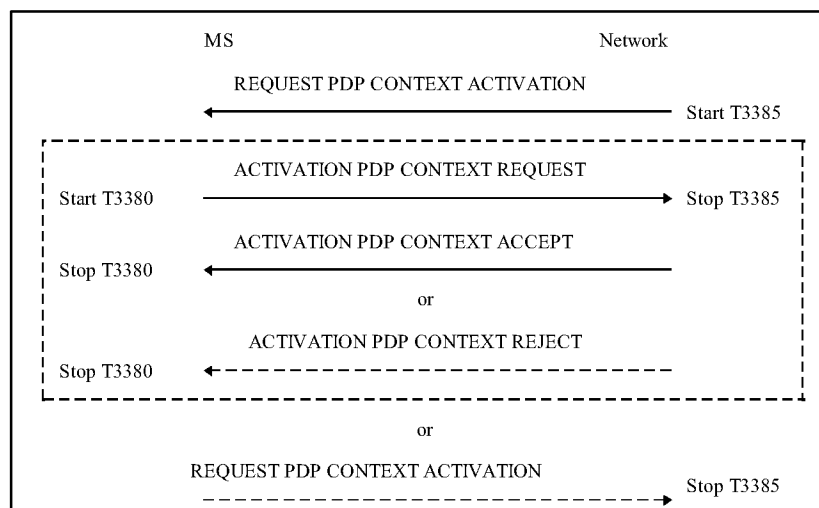 MS Network
REQUEST PDP CONTEXT ACTIVATION
Start T3385
ACTIVATION PDP CONTEXT REQUEST
Start T3380 Stop T3385
ACTIVATION PDP CONTEXT ACCEPT
Stop T3380
or
ACTIVATION PDP CONTEXT REJECT
Stop T3380
or
REQUEST PDP CONTEXT ACTIVATION
Stop T3385